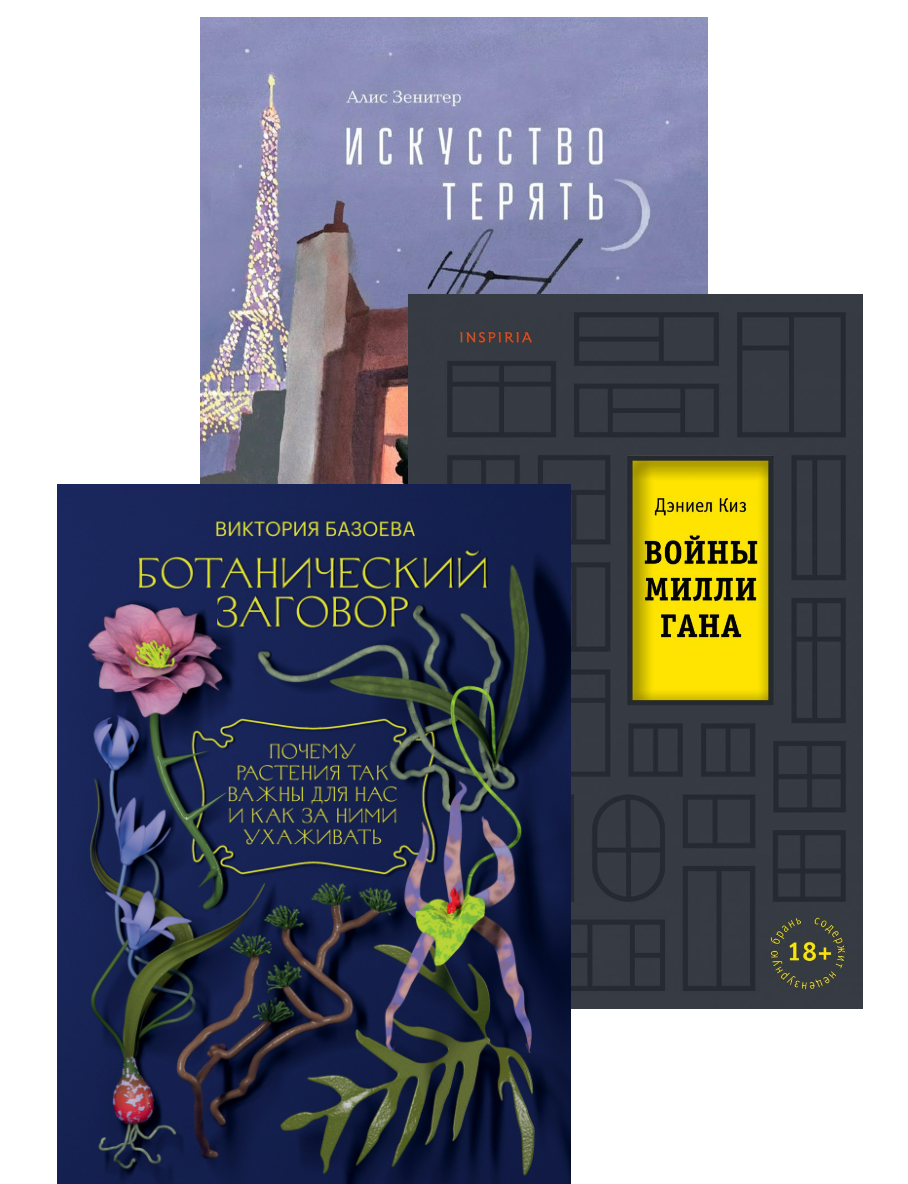 Алис Зенитер
ИСКУССТВО
ТЕРЯТЬ
INSPIRIA
Дэниел Киз
ВОЙНЫ
МИЛЛИ
ГАНА
содержит нецензурную брань
18+
ВИКТОРИЯ БАЗОЕВА
БОТАНИЧЕСКИЙ
ЗАГОВОР
ПОЧЕМУ
РАСТЕНИЯ ТАК
ВАЖНЫ ДЛЯ НАС
И КАК ЗА НИМИ
УХАЖИВАТЬ